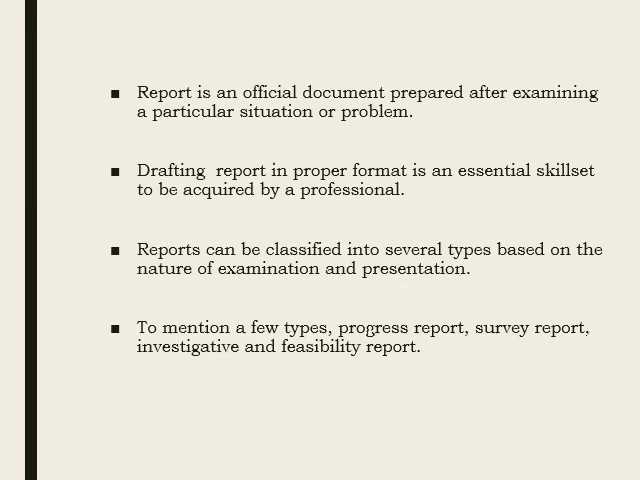 ▪ Report is an official document prepared after examining
a particular situation or problem.
▪ Drafting  report in proper format is an essential skillset
to be acquired by a professional.
▪ Reports can be classified into several types based on the
nature of examination and presentation.
▪ To mention a few types, progress report, survey report,
investigative and feasibility report.